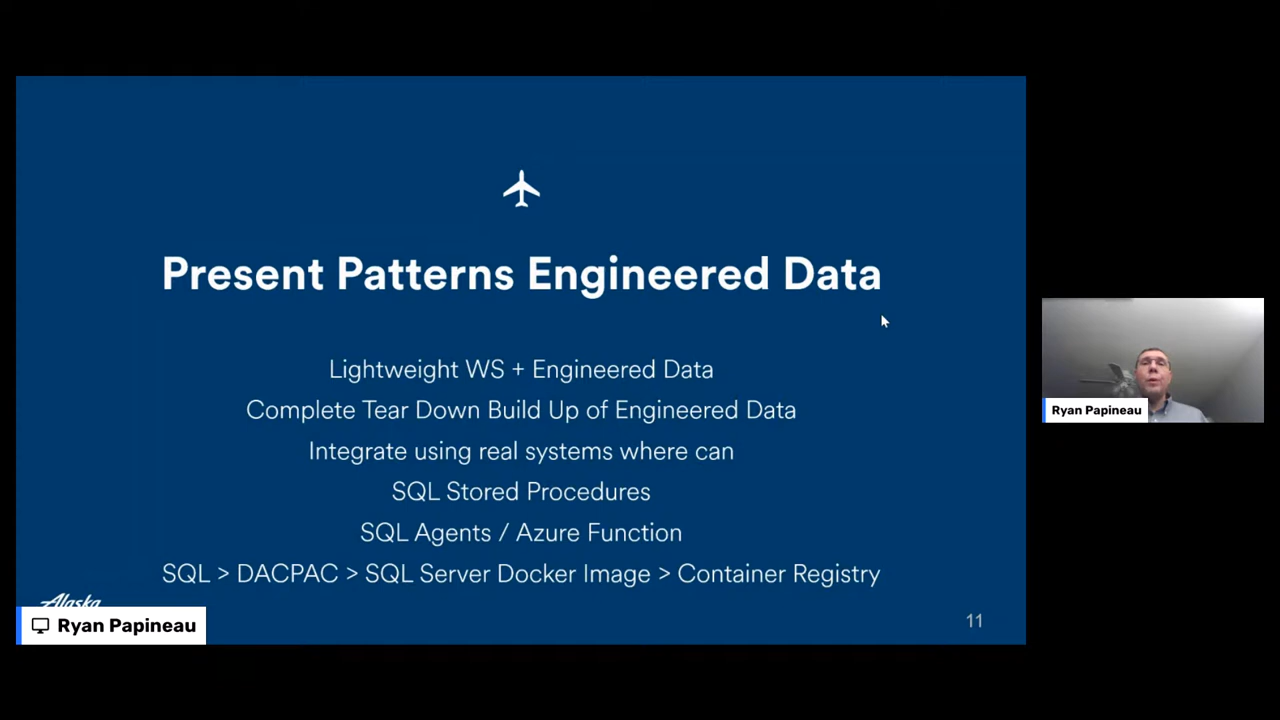 Present Patterns Engineered Data
Lightweight WS + Engineered Data
Complete Tear Down Build Up of Engineered Data
Integrate using real systems where can
SQL Stored Procedures
SQL Agents / Azure Function
SQL > DACPAC > SQL Server Docker Image > Container Registry
Alaska
Ryan Papineau
11
Ryan Papineau